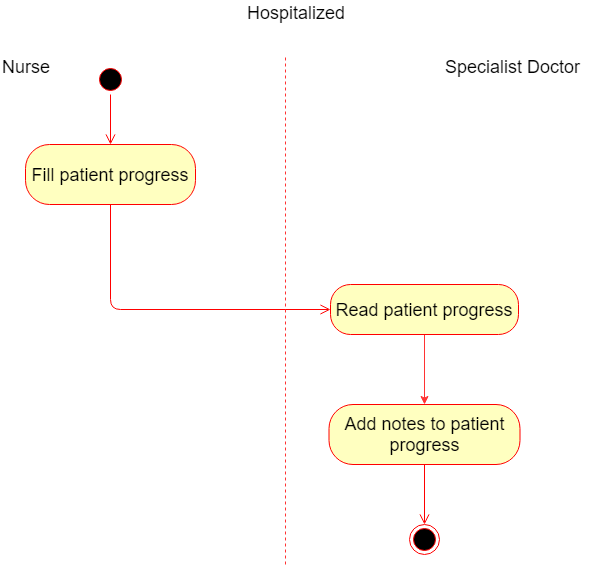 Hospitalized
Nurse
Specialist Doctor
Fill patient progress
Read patient progress
Add notes to patient
progress